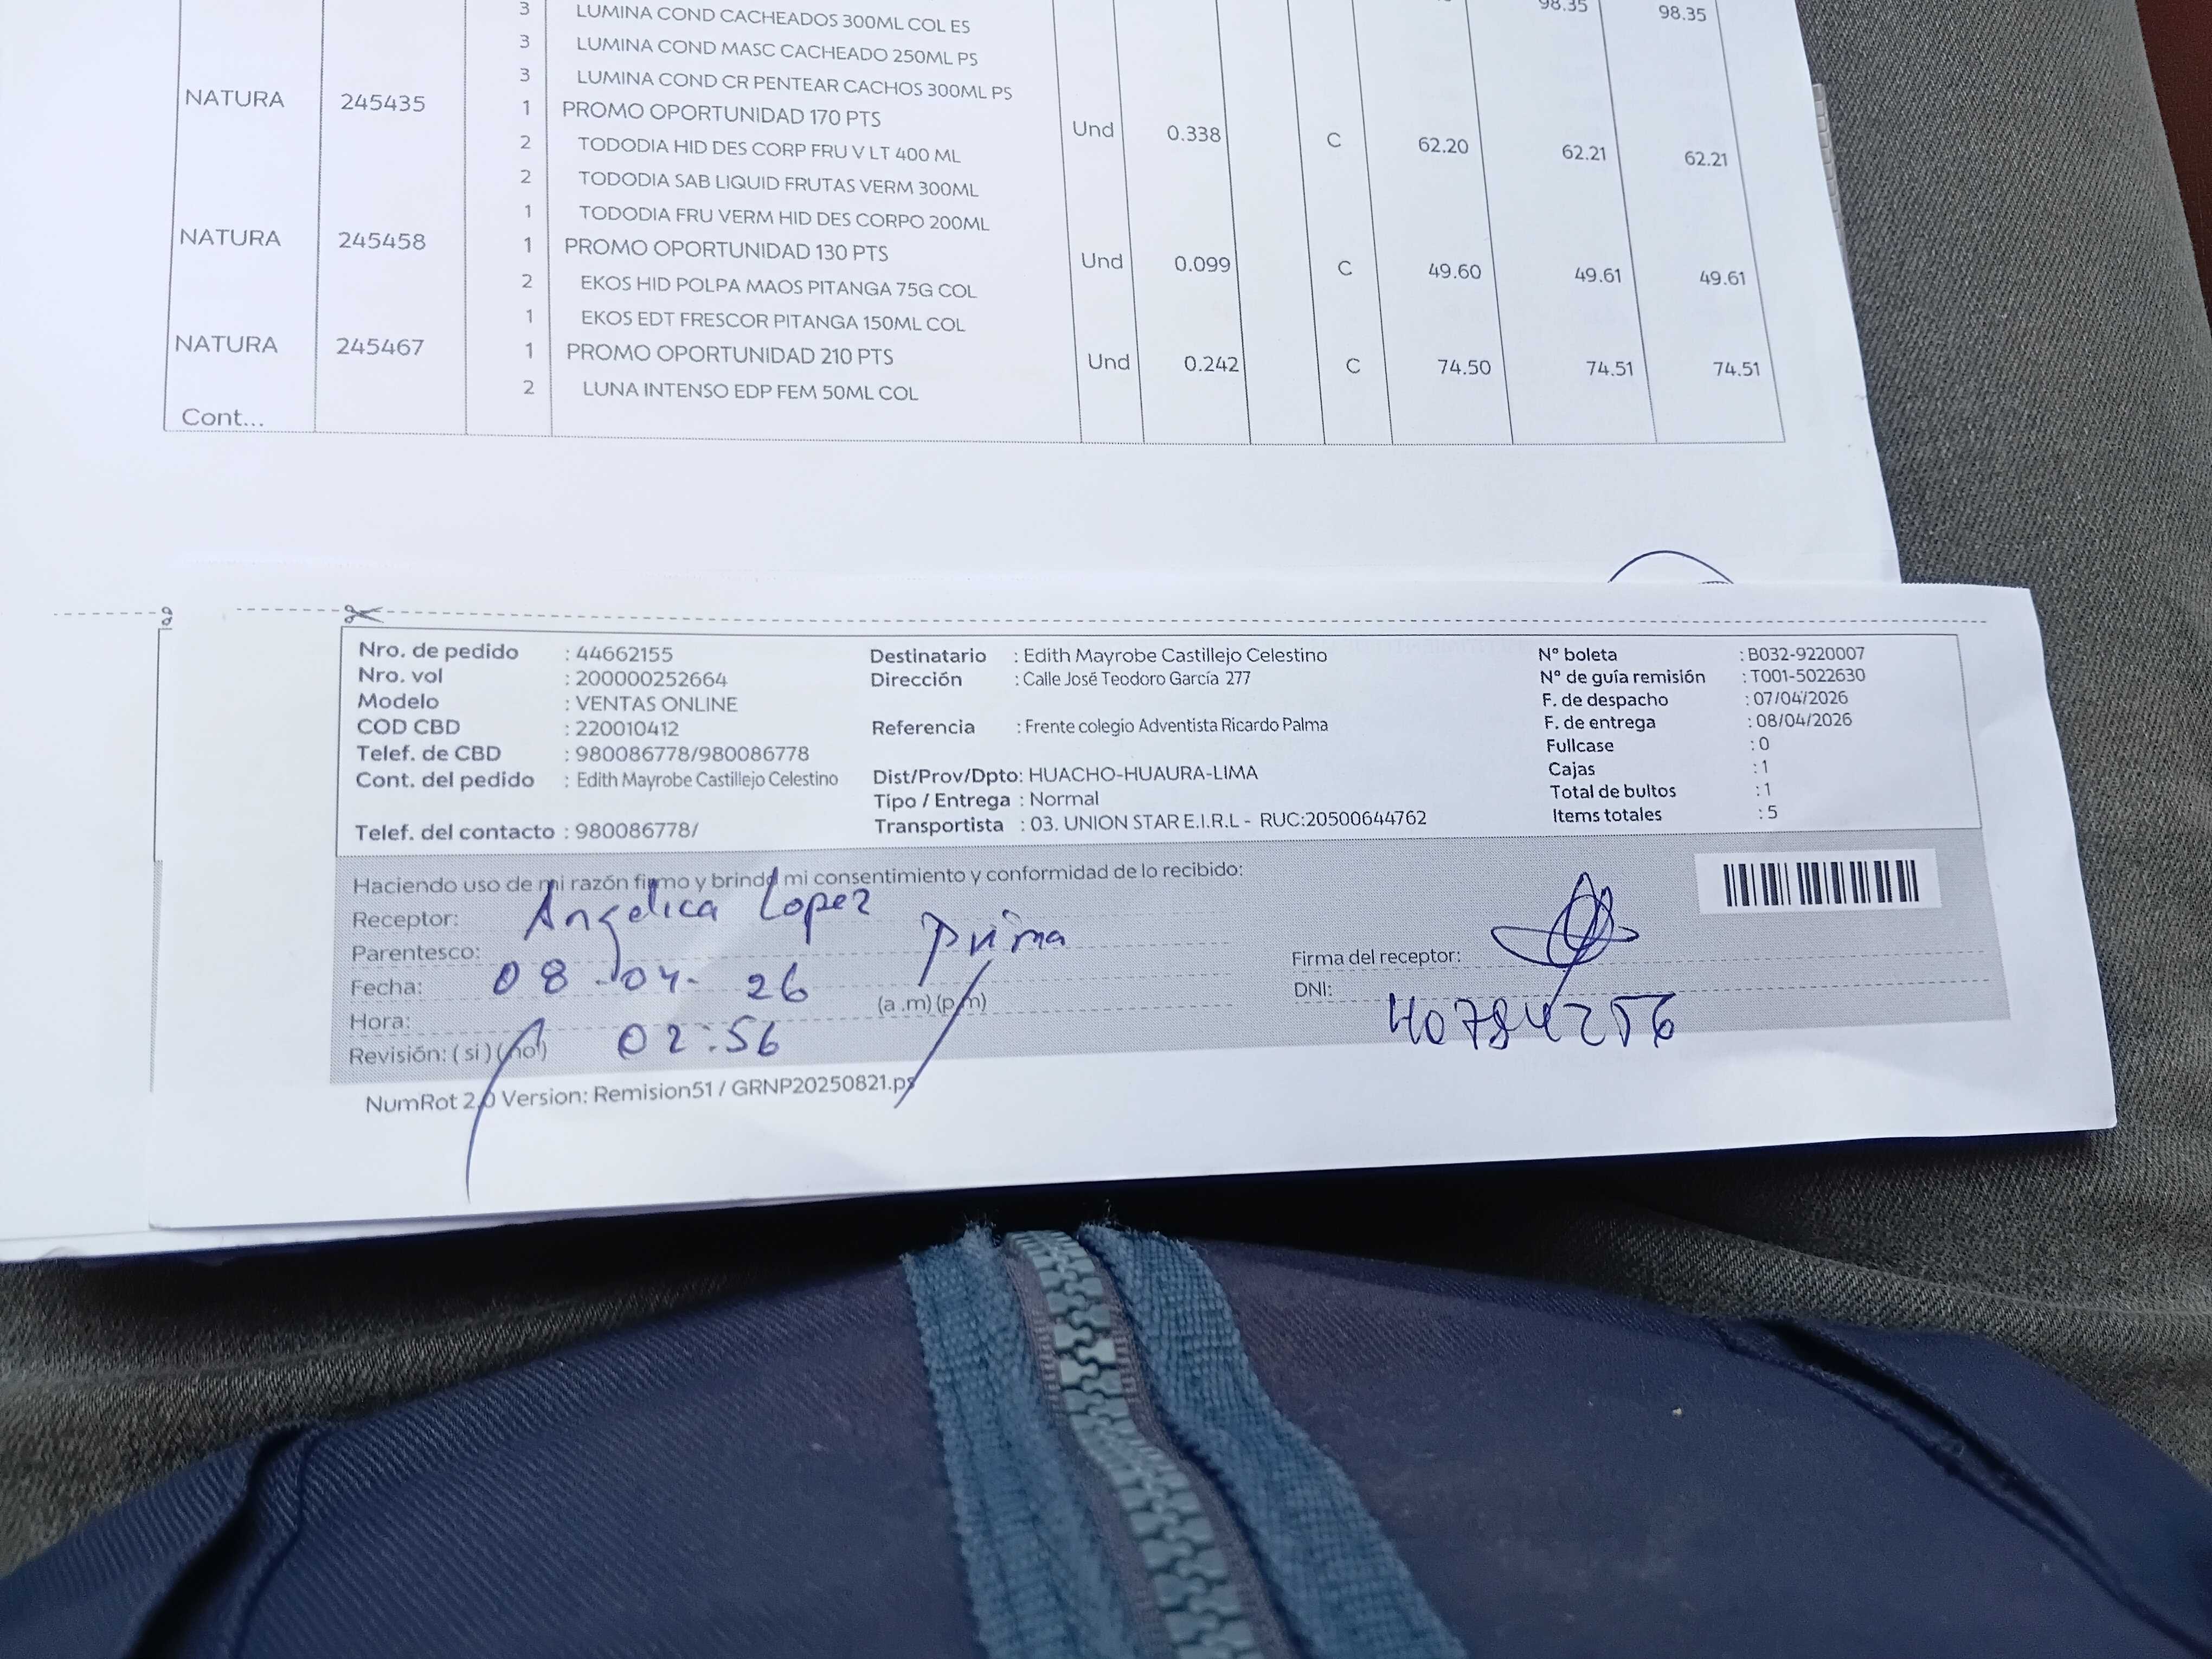 3 LUMINA COND CACHEADOS 300ML COL ES 98.35 98.35
3 LUMINA COND MASC CACHEADO 250ML PS
3 LUMINA COND CR PENTEAR CACHOS 300ML PS
NATURA 245435 1 PROMO OPORTUNIDAD 170 PTS Und 0.338 C 62.20 62.21 62.21
2 TODODIA HID DES CORP FRU V LT 400 ML
2 TODODIA SAB LIQUID FRUTAS VERM 300ML
1 TODODIA FRU VERM HID DES CORPO 200ML
NATURA 245458 1 PROMO OPORTUNIDAD 130 PTS Und 0.099 C 49.60 49.61 49.61
2 EKOS HID POLPA MAOS PITANGA 75G COL
1 EKOS EDT FRESCOR PITANGA 150ML COL
NATURA 245467 1 PROMO OPORTUNIDAD 210 PTS Und 0.242 C 74.50 74.51 74.51
2 LUNA INTENSO EDP FEM 50ML COL
Cont...
Nro. de pedido : 44662155
Nro. vol : 200000252664
Modelo : VENTAS ONLINE
COD CBD : 220010412
Telef. de CBD : 980086778/980086778
Cont. del pedido : Edith Mayrobe Castillejo Celestino
Telef. del contacto : 980086778/
Destinatario : Edith Mayrobe Castillejo Celestino
Dirección : Calle José Teodoro García 277
Referencia : Frente colegio Adventista Ricardo Palma
Dist/Prov/Dpto: HUACHO-HUAURA-LIMA
Tipo / Entrega : Normal
Transportista : 03. UNION STAR E.I.R.L - RUC:20500644762
N° boleta : B032-9220007
N° de guía remisión : T001-5022630
F. de despacho : 07/04/2026
F. de entrega : 08/04/2026
Fullcase : 0
Cajas : 1
Total de bultos : 1
Items totales : 5
Haciendo uso de mi razón firmo y brindo mi consentimiento y conformidad de lo recibido:
Receptor: Angelica Lopez
Parentesco: Prima
Fecha: 08-04-26
Hora: 02:56 (a .m) (p.m)
Revisión: ( si ) ( no )
Firma del receptor:
DNI: 40784256
NumRot 2.0 Version: Remision51 / GRNP20250821.ps